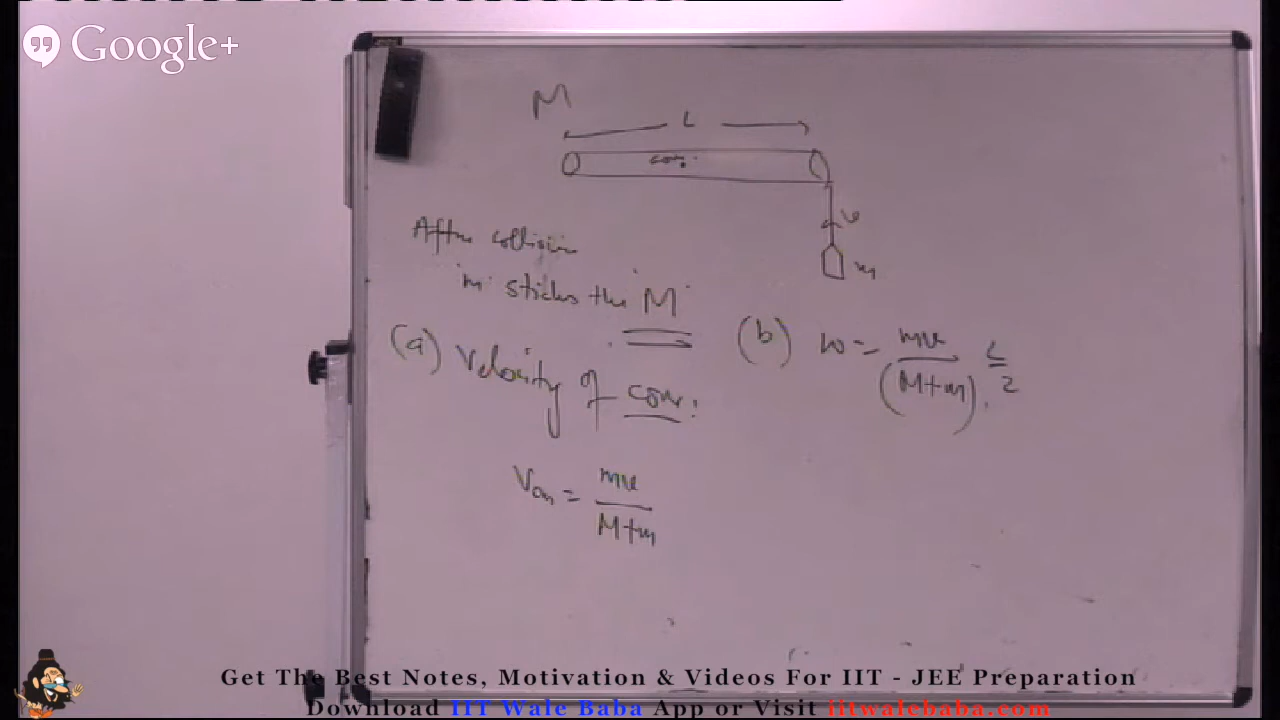 Google+
M
L
com.
v
m
After collision
"m" sticks the "M"
(a) Velocity of com:
Vcm = mv / M+m
(b) ω = mv / (M+m) . L / 2
Get The Best Notes, Motivation & Videos For IIT - JEE Preparation
Download IIT Wale Baba App or Visit iitwalebaba.com